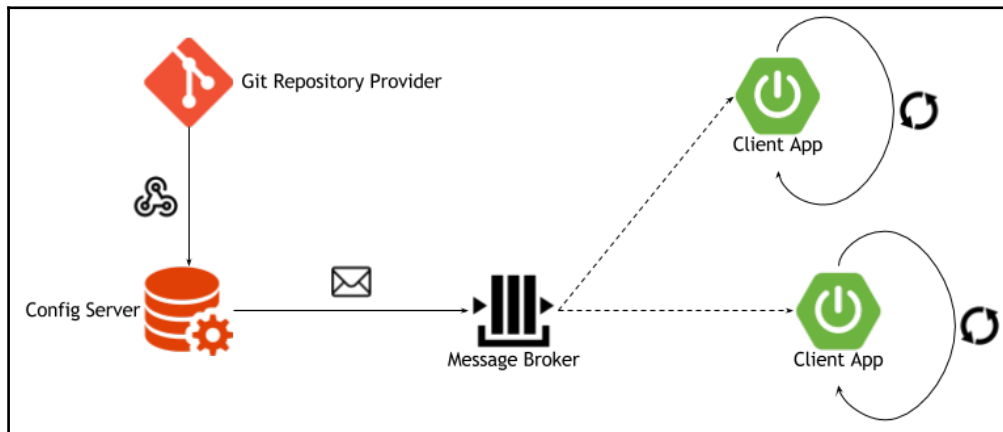 Git Repository Provider
Client App
Config Server
Message Broker
Client App